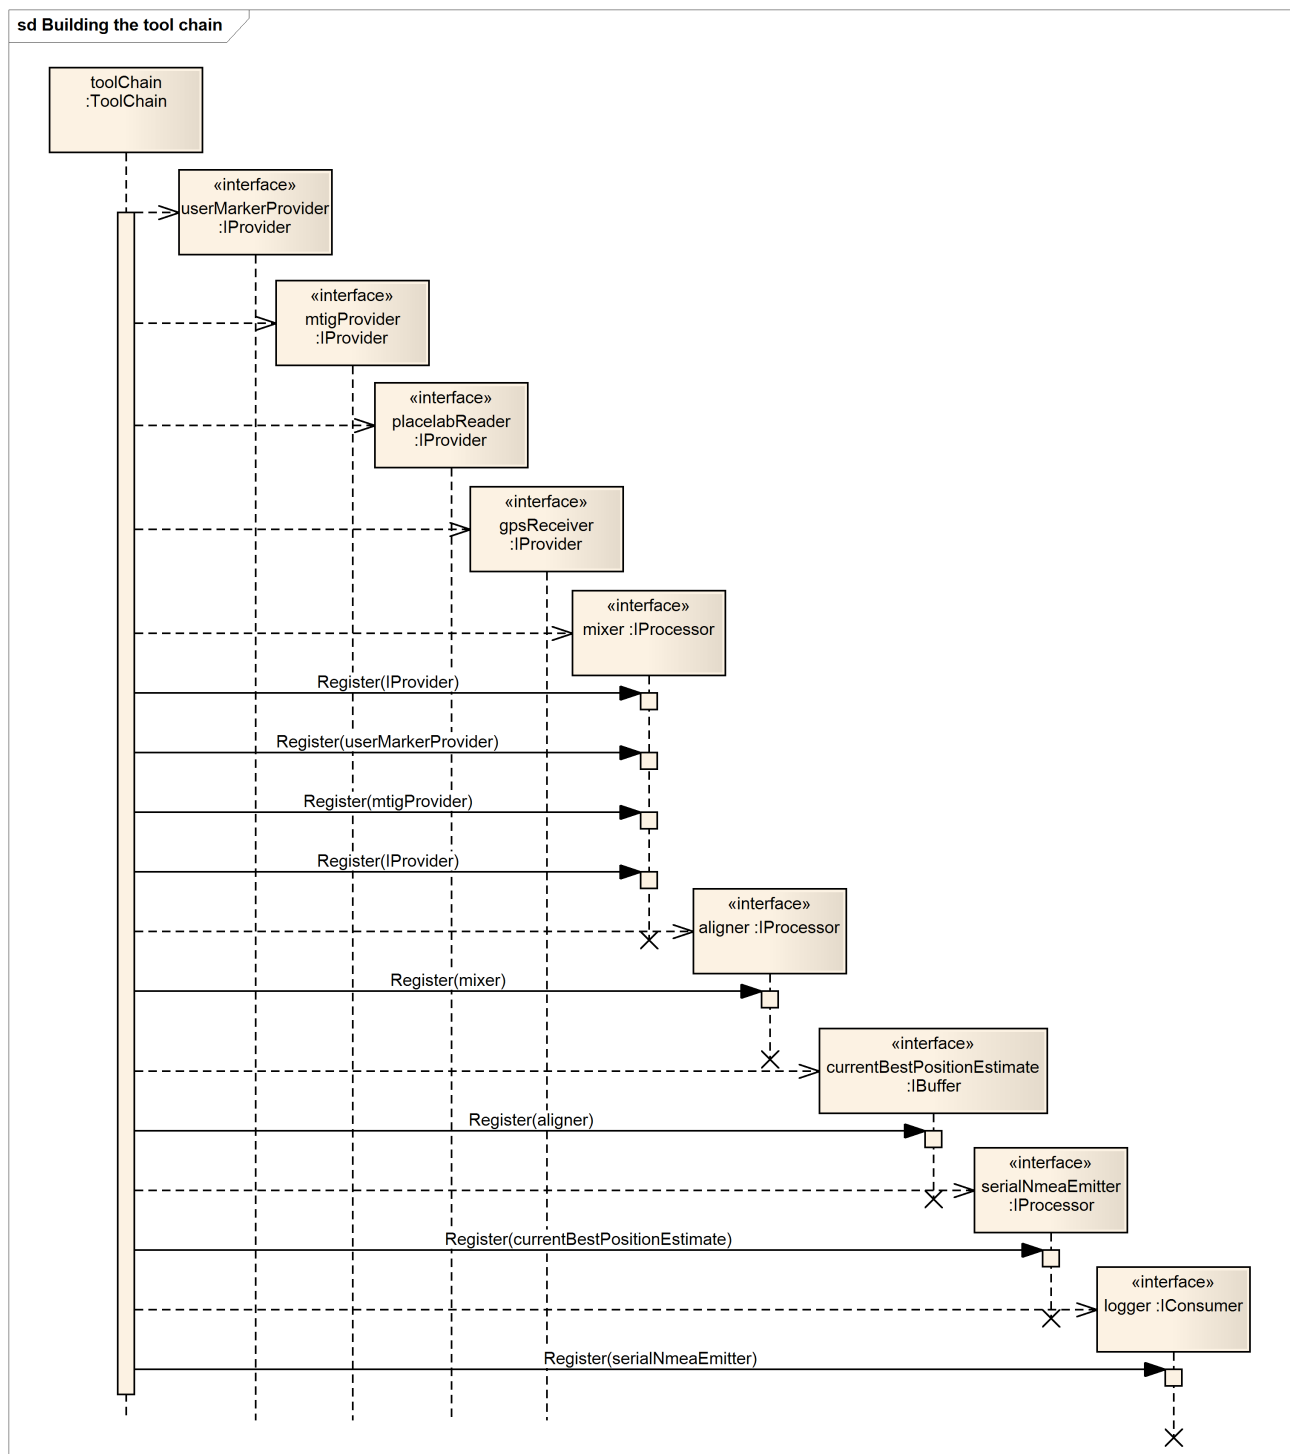 sd Building the tool chain
toolChain
:ToolChain
«interface»
userMarkerProvider
:IProvider
«interface»
mtigProvider
:IProvider
«interface»
placelabReader
:IProvider
«interface»
gpsReceiver
:IProvider
«interface»
mixer :IProcessor
Register(IProvider)
Register(userMarkerProvider)
Register(mtigProvider)
Register(IProvider)
«interface»
aligner :IProcessor
Register(mixer)
«interface»
currentBestPositionEstimate
:IBuffer
Register(aligner)
«interface»
serialNmeaEmitter
:IProcessor
Register(currentBestPositionEstimate)
«interface»
logger :IConsumer
Register(serialNmeaEmitter)